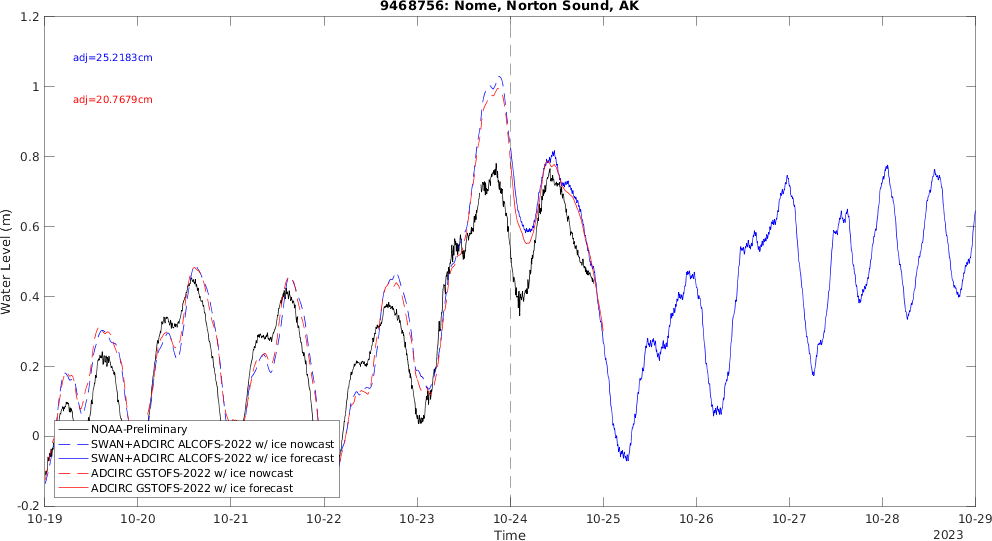 9468756: Nome, Norton Sound, AK
1.2
1
0.8
0.6
0.4
0.2
0
-0.2
Water Level (m)
adj=25.2183cm
adj=20.7679cm
NOAA-Preliminary
SWAN+ADCIRC ALCOFS-2022 w/ ice nowcast
SWAN+ADCIRC ALCOFS-2022 w/ ice forecast
ADCIRC GSTOFS-2022 w/ ice nowcast
ADCIRC GSTOFS-2022 w/ ice forecast
10-19 10-20 10-21 10-22 10-23 10-24 10-25 10-26 10-27 10-28 10-29
Time
2023